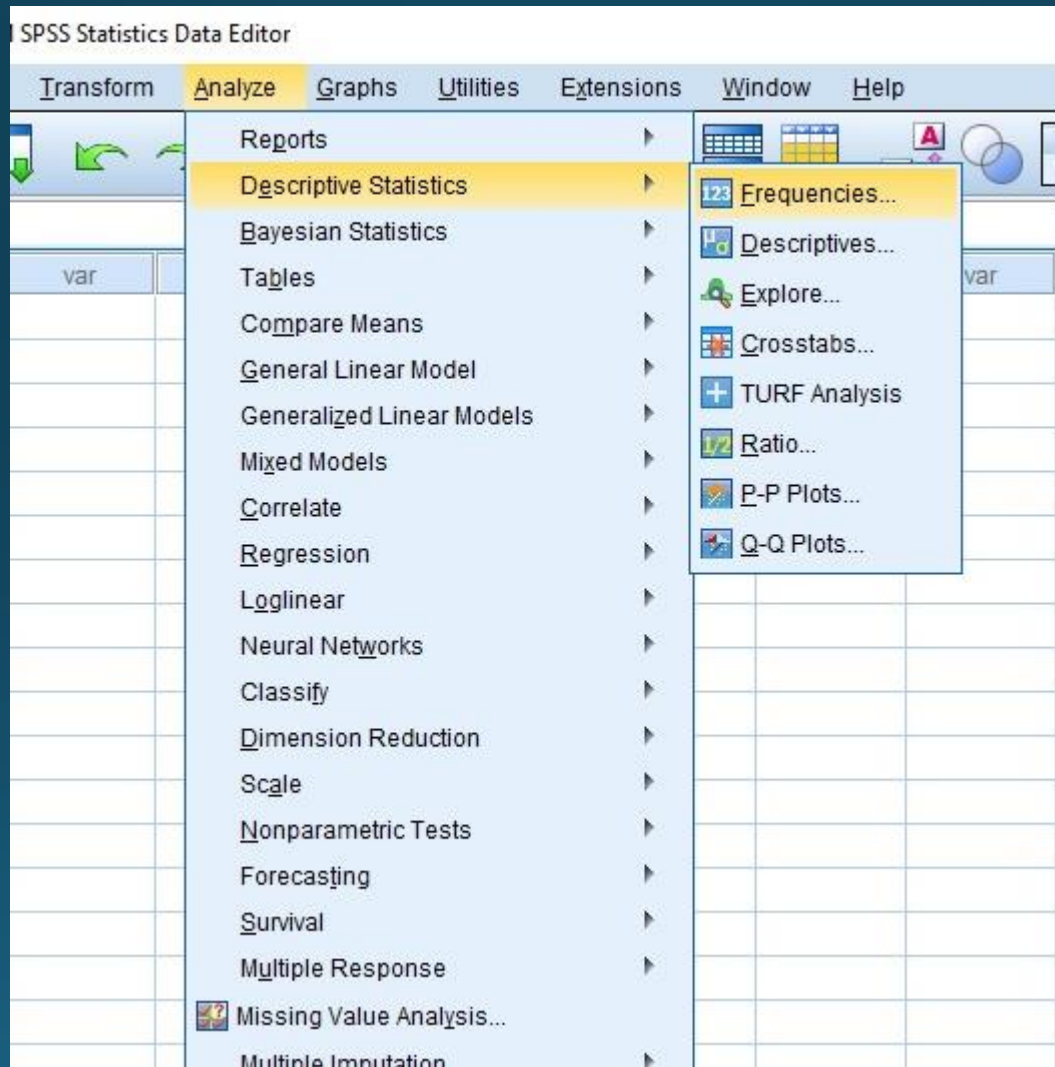 SPSS Statistics Data Editor
Transform Analyze Graphs Utilities Extensions Window Help
A
Reports
Descriptive Statistics
Bayesian Statistics
Tables
Compare Means
General Linear Model
Generalized Linear Models
Mixed Models
Correlate
Regression
Loglinear
Neural Networks
Classify
Dimension Reduction
Scale
Nonparametric Tests
Forecasting
Survival
Multiple Response
Missing Value Analysis...
Multiple Imputation
123 Frequencies...
Descriptives...
Explore...
Crosstabs...
TURF Analysis
1/2 Ratio...
P-P Plots...
Q-Q Plots...
var
var